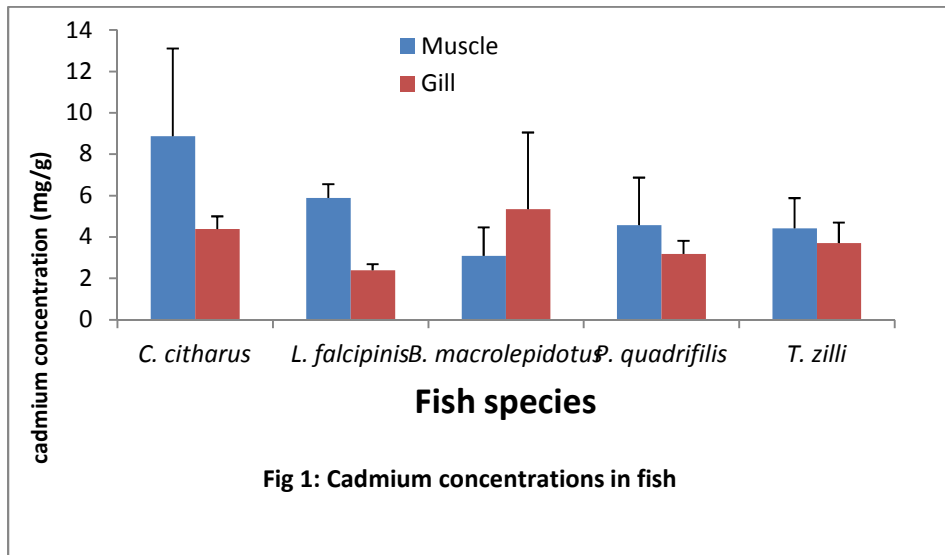 14
12
10
8
6
4
2
0
cadmium concentration (mg/g)
Muscle
Gill
C. citharus L. falcipinis B. macrolepidotus P. quadrifilis T. zilli
Fish species
Fig 1: Cadmium concentrations in fish